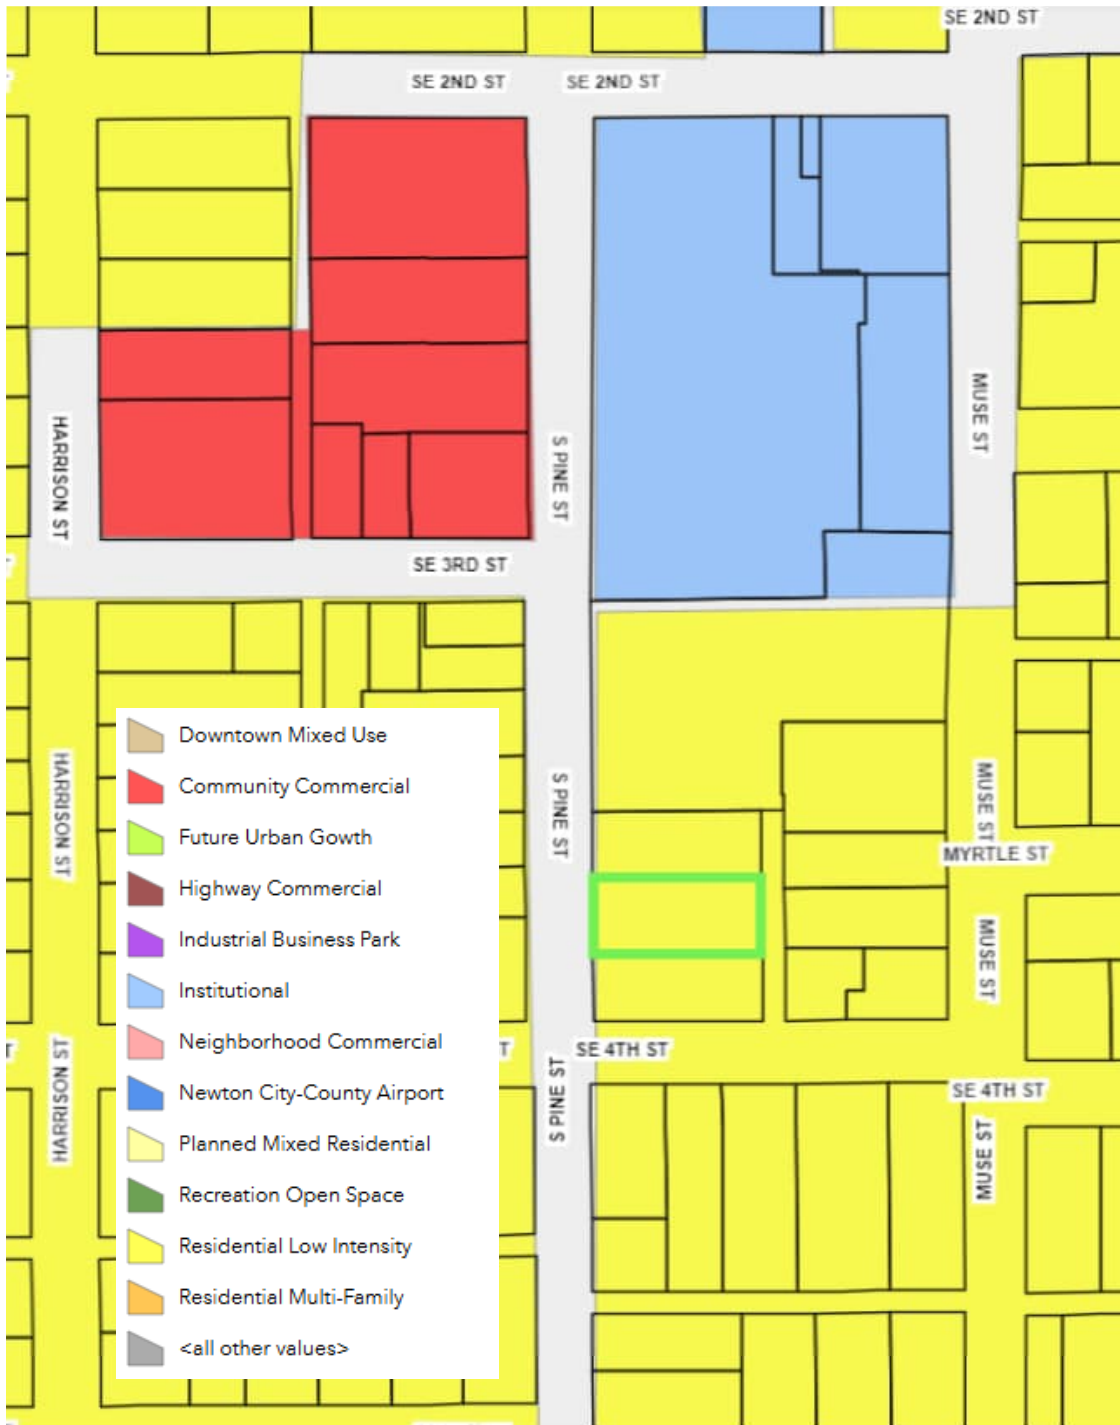 SE 2ND ST
SE 2ND ST
SE 2ND ST
HARRISON ST
S PINE ST
MUSE ST
SE 3RD ST
HARRISON ST
S PINE ST
MUSE ST
MYRTLE ST
MUSE ST
SE 4TH ST
HARRISON ST
S PINE ST
SE 4TH ST
MUSE ST
Downtown Mixed Use
Community Commercial
Future Urban Gowth
Highway Commercial
Industrial Business Park
Institutional
Neighborhood Commercial
Newton City-County Airport
Planned Mixed Residential
Recreation Open Space
Residential Low Intensity
Residential Multi-Family
<all other values>